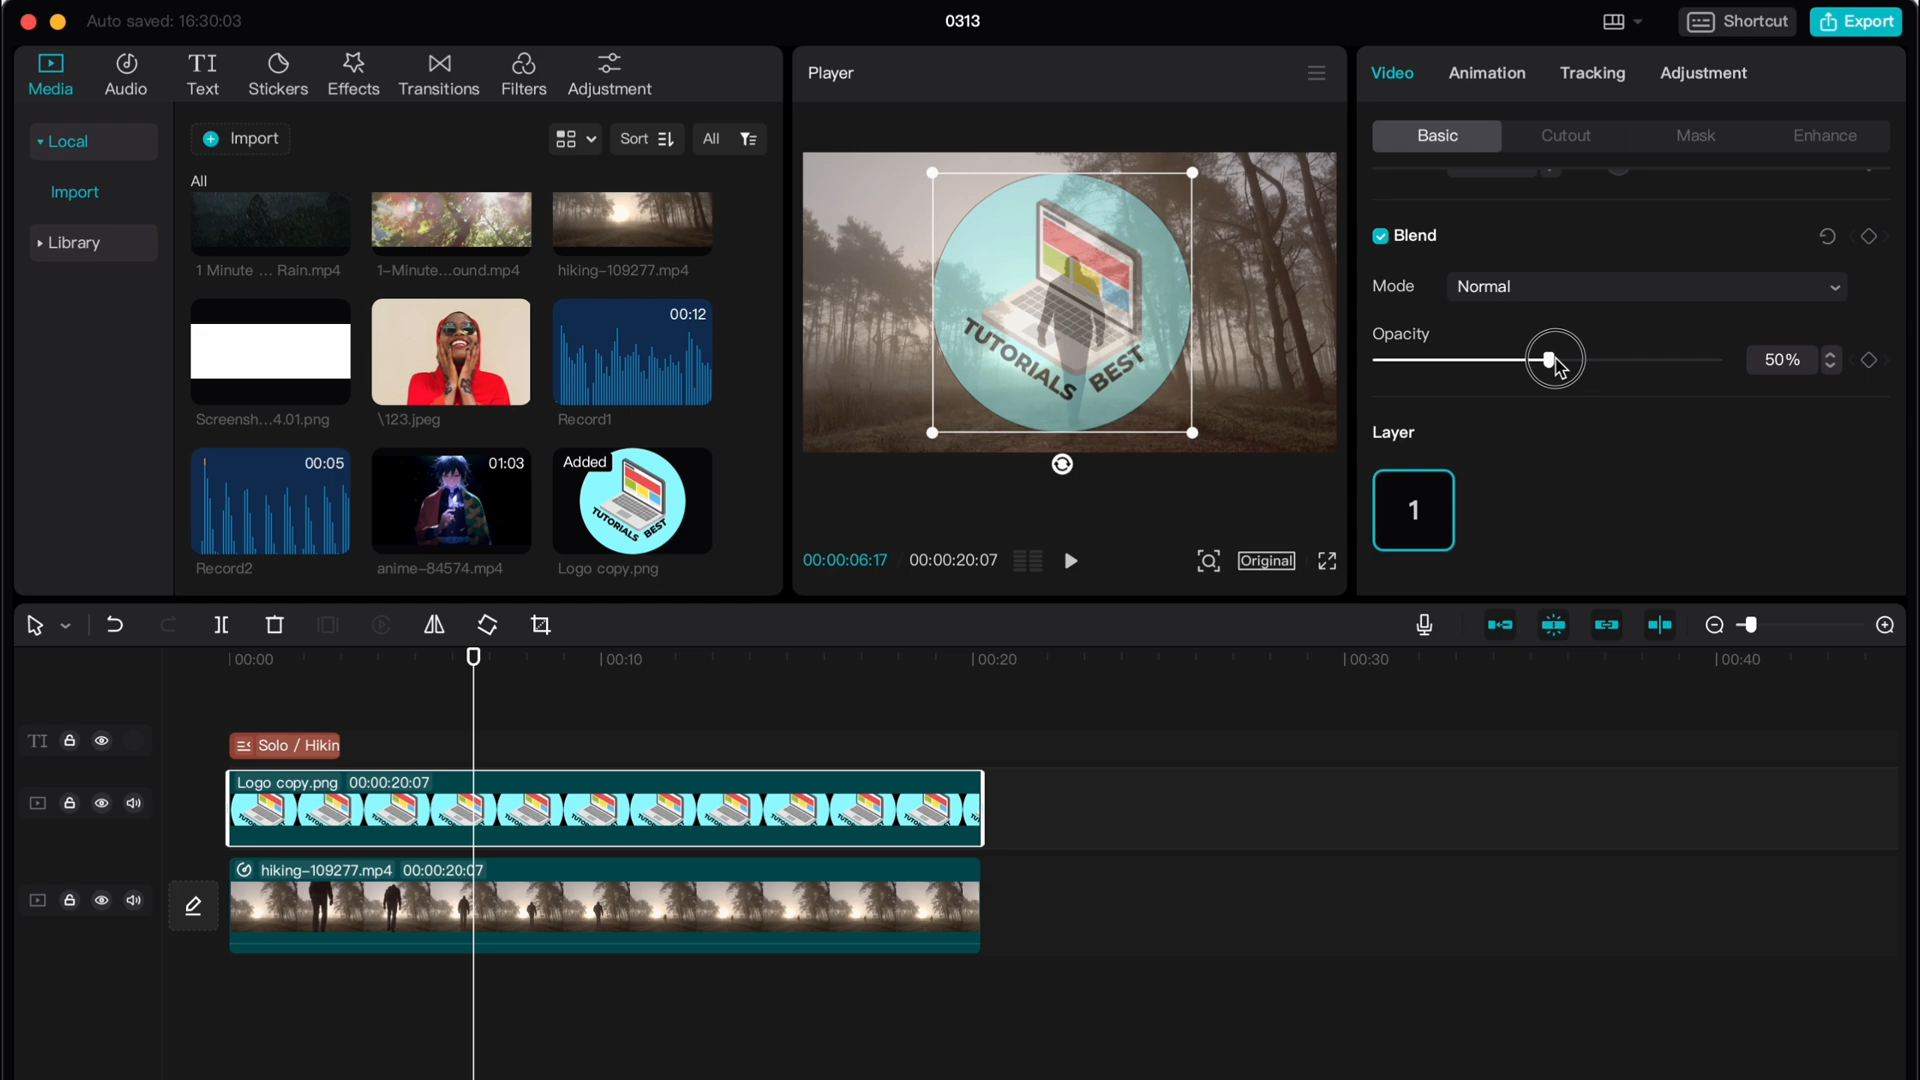 Auto saved: 16:30:03
0313
Shortcut
Export
Media
Audio
TI
Text
Stickers
Effects
Transitions
Filters
Adjustment
Player
Video
Animation
Tracking
Adjustment
Local
Import
Library
Import
Sort
All
All
1 Minute ... Rain.mp4
1-Minute...ound.mp4
hiking-109277.mp4
Screensh...4.01.png
\123.jpeg
00:12
Record1
00:05
Record2
01:03
anime-84574.mp4
Added
TUTORIALS BEST
Logo copy.png
TUTORIALS BEST
00:00:06:17
00:00:20:07
Original
Basic
Cutout
Mask
Enhance
Blend
Mode
Normal
Opacity
50%
Layer
1
00:00
00:10
00:20
00:30
00:40
TI
Solo / Hikin
Logo copy.png 00:00:20:07
hiking-109277.mp4 00:00:20:07